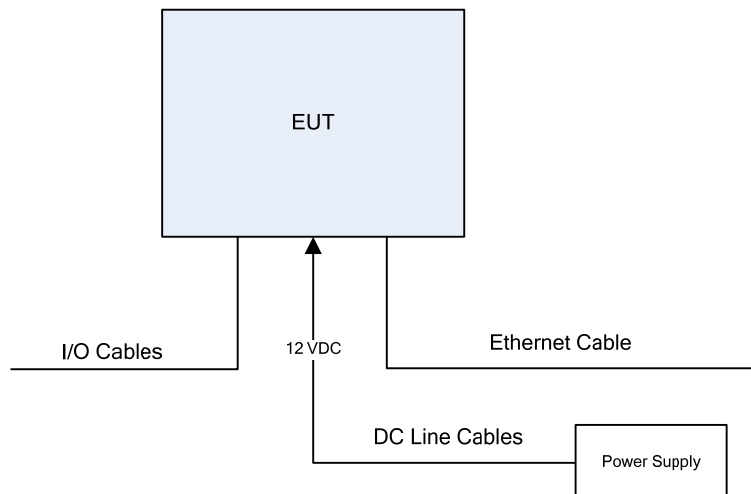 EUT
I/O Cables
12 VDC
Ethernet Cable
DC Line Cables
Power Supply